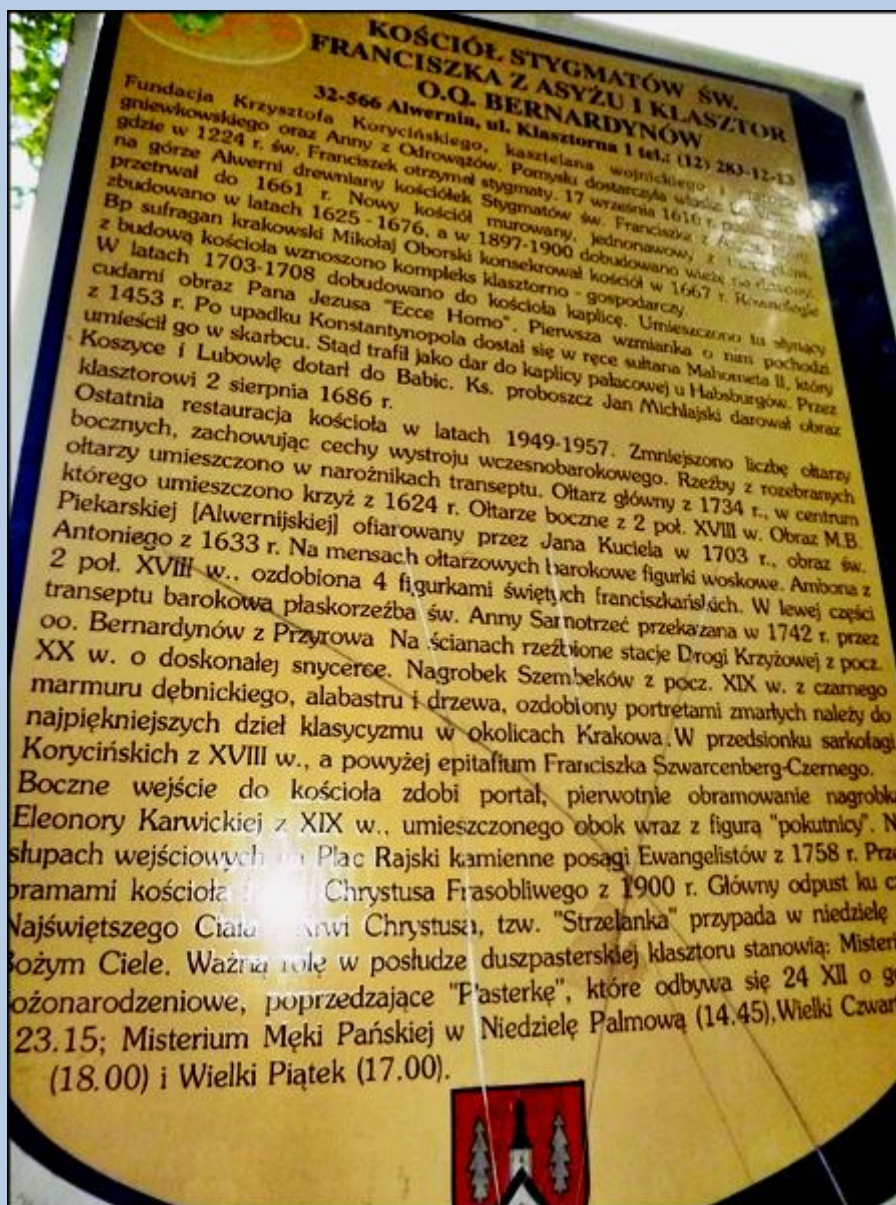 KOŚCIÓŁ STYGMATÓW ŚW.
FRANCISZKA Z ASYŻU I KLASZTOR
O.O. BERNARDYNÓW
32-566 Alwernia, ul. Klasztorna 1 tel.: (12) 283-12-13
Fundacja Krzysztofa Korycińskiego, kasztelana wojnickiego i
gniewkowskiego oraz Anny z Odrowążów. Pomysłu dostarczyła
gdzie w 1224 r. św. Franciszek otrzymał stygmaty. 17 września 1616 r.
na górze Alwerni drewniany kościółek Stygmatów św. Franciszka z
przetrwał do 1661 r. Nowy kościół murowany, jednonawowy z
zbudowano w latach 1625 - 1676, a w 1897-1900 dobudowano wieżę
Bp sufragan krakowski Mikołaj Oborski konsekrował kościół w 1667 r. Równolegle
z budową kościoła wznoszono kompleks klasztorno - gospodarczy
W latach 1703-1708 dobudowano do kościoła kaplicę. Umieszczono tu słynący
cudami obraz Pana Jezusa "Ecce Homo". Pierwsza wzmianka o nim pochodzi
z 1453 r. Po upadku Konstantynopola dostał się w ręce sułtana Mahometa II, który
umieścił go w skarbcu. Stąd trafił jako dar do kaplicy pałacowej u Habsburgów. Przez
Koszyce i Lubowlę dotarł do Babic. Ks. proboszcz Jan Michlajski darował obraz
klasztorowi 2 sierpnia 1686 r.
Ostatnia restauracja kościoła w latach 1949-1957. Zmniejszono liczbę ołtarzy
bocznych, zachowując cechy wystroju wczesnobarokowego. Rzeźby z rozebranych
ołtarzy umieszczono w narożnikach transeptu. Ołtarz główny z 1734 r., w centrum
którego umieszczono krzyż z 1624 r. Ołtarze boczne z 2 poł. XVIII w. Obraz M.B.
Piekarskiej [Alwernijskiej] ofiarowany przez Jana Kuciela w 1703 r., obraz św.
Antoniego z 1633 r. Na mensach ołtarzowych barokowe figurki woskowe. Ambona z
2 poł. XVIII w., ozdobiona 4 figurkami świętych franciszkańskich. W lewej części
transeptu barokowa płaskorzeźba św. Anny Samotrzeć przekazana w 1742 r. przez
oo. Bernardynów z Przyrowa Na ścianach rzeźbione stacje Drogi Krzyżowej z pocz.
XX w. o doskonałej snycerce. Nagrobek Szembeków z pocz. XIX w. z czarnego
marmuru dębnickiego, alabastru i drzewa, ozdobiony portretami zmarłych należy do
najpiękniejszych dzieł klasycyzmu w okolicach Krakowa. W przedsionku sarkofagi
Korycińskich z XVIII w., a powyżej epitafium Franciszka Szwarcenberg-Czernego.
Boczne wejście do kościoła zdobi portal, pierwotnie obramowanie nagrobka
Eleonory Karwickiej z XIX w., umieszczonego obok wraz z figurą "pokutnicy". N
słupach wejściowych Plac Rajski kamienne posągi Ewangelistów z 1758 r. Prze
bramami kościoła Chrystusa Frasobliwego z 1900 r. Główny odpust ku c
Najświętszego Ciała Krwi Chrystusa, tzw. "Strzelanka" przypada w niedzielę
Bożym Ciele. Ważną rolę w posłudze duszpasterskiej klasztoru stanowią: Misteri
ożonarodzeniowe, poprzedzające "Pasterkę", które odbywa się 24 XII o g
23.15; Misterium Męki Pańskiej w Niedzielę Palmową (14.45), Wielki Czwar
(18.00) i Wielki Piątek (17.00).